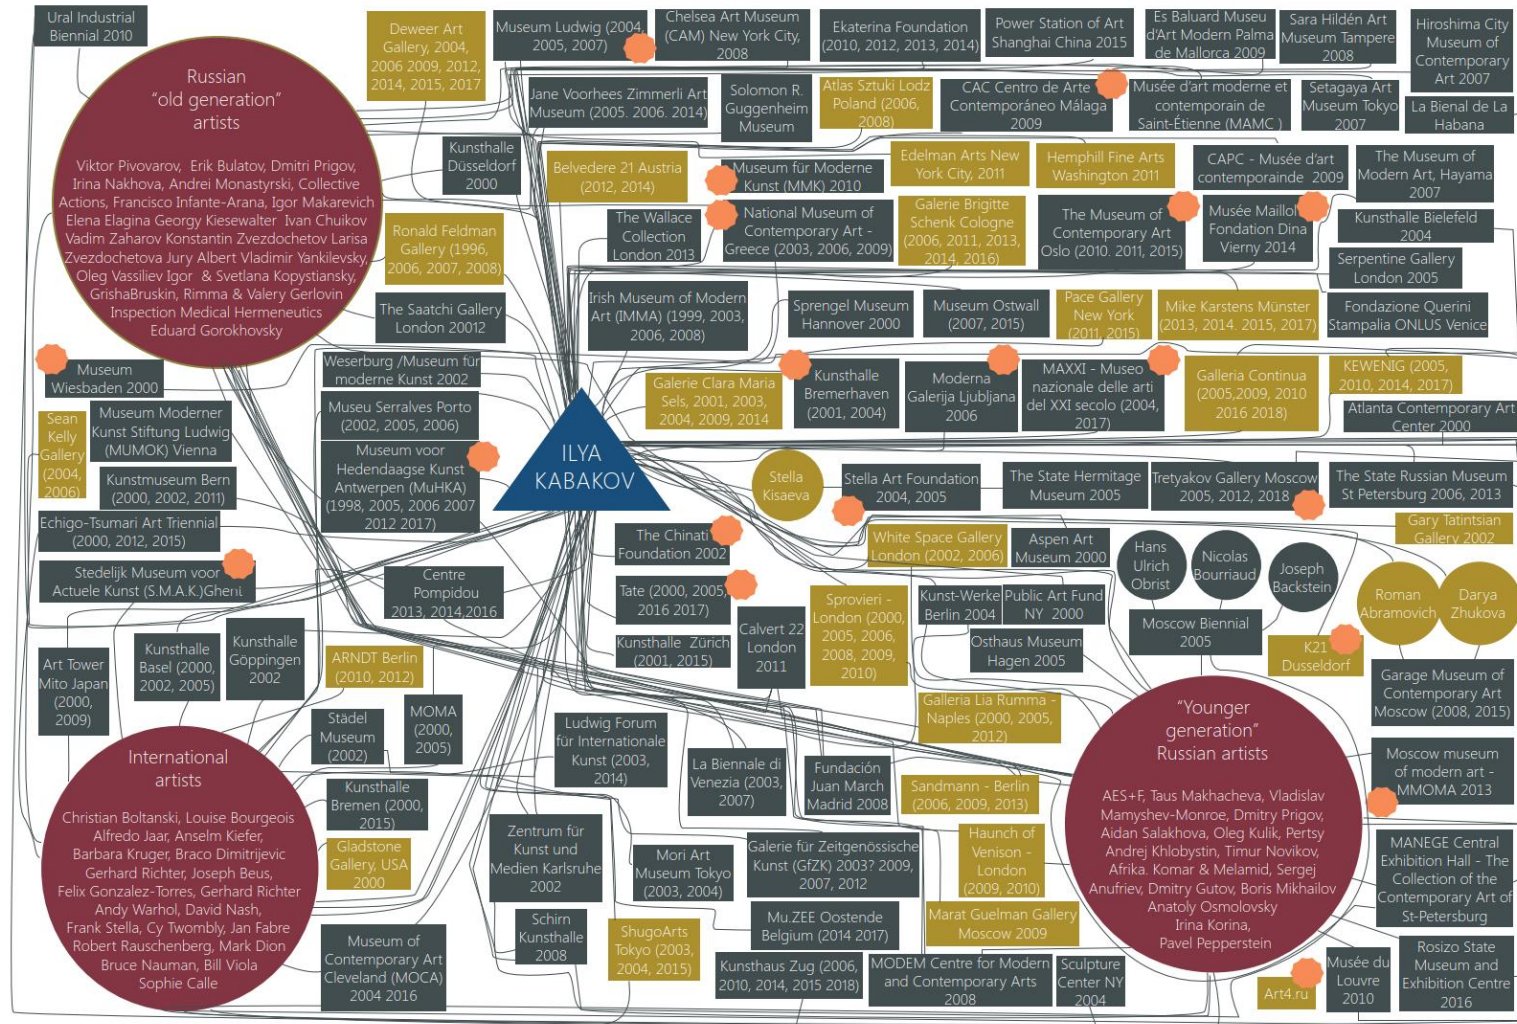 Ural Industrial
Biennial 2010
Deweer Art
Gallery, 2004,
2006 2009, 2012,
2014, 2015, 2017
Museum Ludwig (2004,
2005, 2007)
Chelsea Art Museum
(CAM) New York City,
2008
Ekaterina Foundation
(2010, 2012, 2013, 2014)
Power Station of Art
Shanghai China 2015
Es Baluard Museu
d'Art Modern Palma
de Mallorca 2009
Sara Hildén Art
Museum Tampere
2008
Hiroshima City
Museum of
Contemporary
Art 2007
Russian
"old generation"
artists
Viktor Pivovarov, Erik Bulatov, Dmitri Prigov,
Irina Nakhova, Andrei Monastyrski, Collective
Actions, Francisco Infante-Arana, Igor Makarevich
Elena Elagina Georgy Kiesewalter Ivan Chuikov
Vadim Zaharov Konstantin Zvezdochetov Larisa
Zvezdochetova Jury Albert Vladimir Yankilevsky,
Oleg Vassiliev Igor & Svetlana Kopystiansky,
GrishaBruskin, Rimma & Valery Gerlovin
Inspection Medical Hermeneutics
Eduard Gorokhovsky
Jane Voorhees Zimmerli Art
Museum (2005. 2006. 2014)
Solomon R.
Guggenheim
Museum
Atlas Sztuki Lodz
Poland (2006,
2008)
CAC Centro de Arte
Contemporáneo Málaga
2009
Musée d'art moderne et
contemporain de
Saint-Étienne (MAMC )
Setagaya Art
Museum Tokyo
2007
La Bienal de La
Habana
Kunsthalle
Düsseldorf
2000
Belvedere 21 Austria
(2012, 2014)
Museum für Moderne
Kunst (MMK) 2010
Edelman Arts New
York City, 2011
Hemphill Fine Arts
Washington 2011
CAPC - Musée d'art
contemporainde 2009
The Museum of
Modern Art, Hayama
2007
Ronald Feldman
Gallery (1996,
2006, 2007, 2008)
The Wallace
Collection
London 2013
National Museum of
Contemporary Art -
Greece (2003, 2006, 2009)
Galerie Brigitte
Schenk Cologne
(2006, 2011, 2013,
2014, 2016)
The Museum of
Contemporary Art
Oslo (2010. 2011, 2015)
Musée Maillol
Fondation Dina
Vierny 2014
Kunsthalle Bielefeld
2004
Serpentine Gallery
London 2005
The Saatchi Gallery
London 20012
Irish Museum of Modern
Art (IMMA) (1999, 2003,
2006, 2008)
Sprengel Museum
Hannover 2000
Museum Ostwall
(2007, 2015)
Pace Gallery
New York
(2011, 2015)
Mike Karstens Münster
(2013, 2014. 2015, 2017)
Fondazione Querini
Stampalia ONLUS Venice
Museum
Wiesbaden 2000
Weserburg /Museum für
moderne Kunst 2002
Galerie Clara Maria
Sels, 2001, 2003,
2004, 2009, 2014
Kunsthalle
Bremerhaven
(2001, 2004)
Moderna
Galerija Ljubljana
2006
MAXXI - Museo
nazionale delle arti
del XXI secolo (2004,
2017)
Galleria Continua
(2005,2009, 2010
2016 2018)
KEWENIG (2005,
2010, 2014, 2017)
Atlanta Contemporary Art
Center 2000
Sean
Kelly
Gallery
(2004,
2006)
Museum Moderner
Kunst Stiftung Ludwig
(MUMOK) Vienna
Museu Serralves Porto
(2002, 2005, 2006)
Museum voor
Hedendaagse Kunst
Antwerpen (MuHKA)
(1998, 2005, 2006 2007
2012 2017)
ILYA
KABAKOV
Stella
Kisaeva
Stella Art Foundation
2004, 2005
The State Hermitage
Museum 2005
Tretyakov Gallery Moscow
2005, 2012, 2018
The State Russian Museum
St Petersburg 2006, 2013
Kunstmuseum Bern
(2000, 2002, 2011)
Echigo-Tsumari Art Triennial
(2000, 2012, 2015)
The Chinati
Foundation 2002
White Space Gallery
London (2002, 2006)
Aspen Art
Museum 2000
Hans
Ulrich
Obrist
Nicolas
Bourriaud
Joseph
Backstein
Gary Tatintsian
Gallery 2002
Stedelijk Museum voor
Actuele Kunst (S.M.A.K.)Ghent
Centre
Pompidou
2013, 2014,2016
Tate (2000, 2005,
2016 2017)
Sprovieri -
London (2000,
2005, 2006,
2008, 2009,
2010)
Kunst-Werke
Berlin 2004
Public Art Fund
NY 2000
Roman
Abramovich
Darya
Zhukova
Moscow Biennial
2005
K21
Dusseldorf
Art Tower
Mito Japan
(2000,
2009)
Kunsthalle
Basel (2000,
2002, 2005)
Kunsthalle
Göppingen
2002
ARNDT Berlin
(2010, 2012)
Kunsthalle Zürich
(2001, 2015)
Calvert 22
London
2011
Osthaus Museum
Hagen 2005
Garage Museum of
Contemporary Art
Moscow (2008, 2015)
Städel
Museum
(2002)
MOMA
(2000,
2005)
Ludwig Forum
für Internationale
Kunst (2003,
2014)
La Biennale di
Venezia (2003,
2007)
Fundación
Juan March
Madrid 2008
Galleria Lia Rumma -
Naples (2000, 2005,
2012)
Sandmann - Berlin
(2006, 2009, 2013)
"Younger
generation"
Russian artists
AES+F, Taus Makhacheva, Vladislav
Mamyshev-Monroe, Dmitry Prigov,
Aidan Salakhova, Oleg Kulik, Pertsy
Andrej Khlobystin, Timur Novikov,
Afrika. Komar & Melamid, Sergej
Anufriev, Dmitry Gutov, Boris Mikhailov
Anatoly Osmolovsky
Irina Korina,
Pavel Pepperstein
Moscow museum
of modern art -
MMOMA 2013
International
artists
Christian Boltanski, Louise Bourgeois
Alfredo Jaar, Anselm Kiefer,
Barbara Kruger, Braco Dimitrijevic
Gerhard Richter, Joseph Beus,
Felix Gonzalez-Torres, Gerhard Richter
Andy Warhol, David Nash,
Frank Stella, Cy Twombly, Jan Fabre
Robert Rauschenberg, Mark Dion
Bruce Nauman, Bill Viola
Sophie Calle
Kunsthalle
Bremen (2000,
2015)
Gladstone
Gallery, USA
2000
Zentrum für
Kunst und
Medien Karlsruhe
2002
Mori Art
Museum Tokyo
(2003, 2004)
Galerie für Zeitgenössische
Kunst (GfZK) 2003? 2009,
2007, 2012
Haunch of
Venison -
London
(2009, 2010)
MANEGE Central
Exhibition Hall - The
Collection of the
Contemporary Art of
St-Petersburg
Museum of
Contemporary Art
Cleveland (MOCA)
2004 2016
Schirn
Kunsthalle
2008
ShugoArts
Tokyo (2003,
2004, 2015)
Mu.ZEE Oostende
Belgium (2014 2017)
Marat Guelman Gallery
Moscow 2009
Kunsthaus Zug (2006,
2010, 2014, 2015 2018)
MODEM Centre for Modern
and Contemporary Arts
2008
Sculpture
Center NY
2004
Art4.ru
Musée du
Louvre
2010
Rosizo State
Museum and
Exhibition Centre
2016